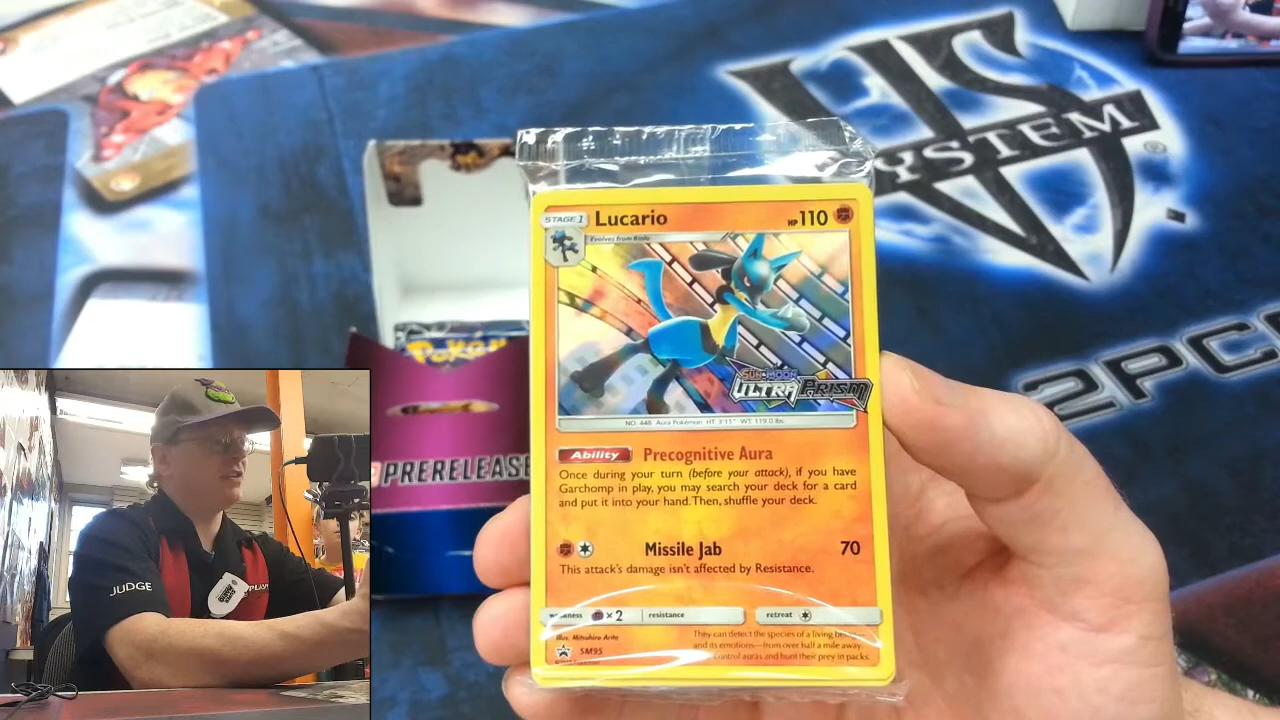 VS
SYSTEM
®
2PC
Poké
PRERELEASE
STAGE 1
Lucario
HP 110
Evolves from Riolu
SUN & MOON
ULTRA PRISM
NO. 448 Aura Pokémon HT: 3'11" WT: 119.0 lbs.
Ability Precognitive Aura
Once during your turn (before your attack), if you have
Garchomp in play, you may search your deck for a card
and put it into your hand. Then, shuffle your deck.
Missile Jab 70
This attack's damage isn't affected by Resistance.
weakness ×2 resistance retreat
Illus. Mitsuhiro Arita
SM95
They can detect the species of a living being—
and its emotions—from over half a mile away.
control auras and hunt their prey in packs.
JUDGE